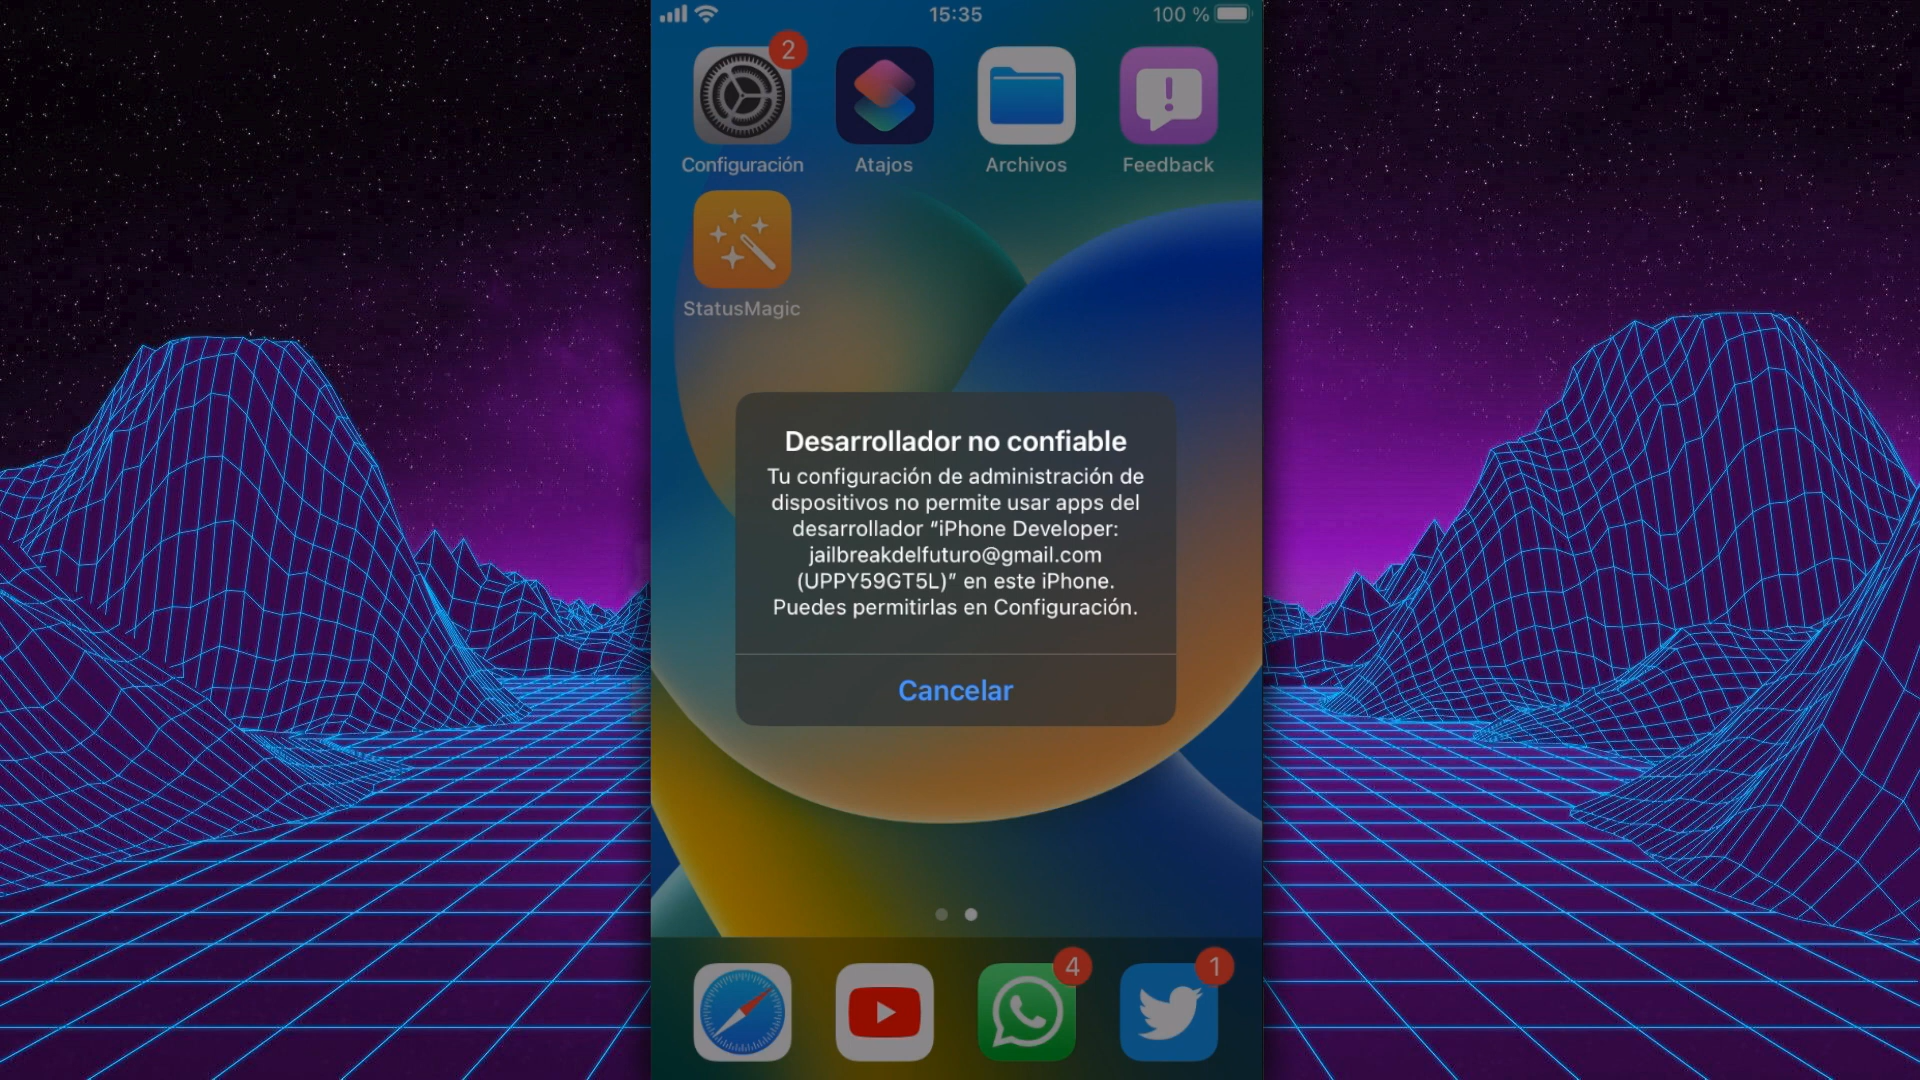 15:35
100 %
2
Configuración
Atajos
Archivos
Feedback
StatusMagic
Desarrollador no confiable
Tu configuración de administración de
dispositivos no permite usar apps del
desarrollador “iPhone Developer:
jailbreakdelfuturo@gmail.com
(UPPY59GT5L)” en este iPhone.
Puedes permitirlas en Configuración.
Cancelar
4
1